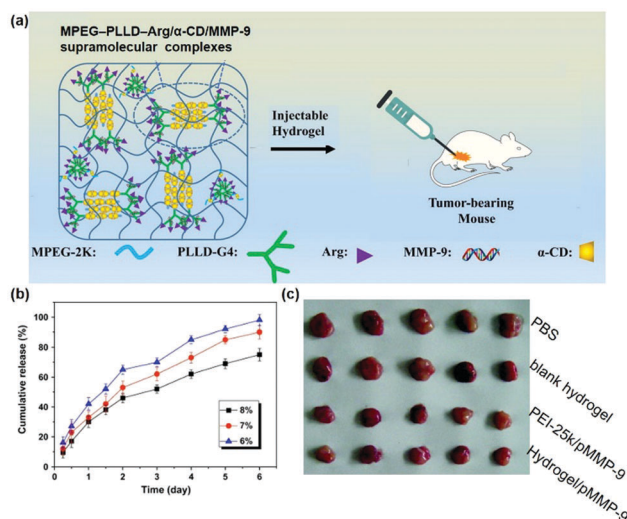 (a)
MPEG–PLLD–Arg/α-CD/MMP-9
supramolecular complexes
Injectable
Hydrogel
Tumor-bearing
Mouse
MPEG-2K:
PLLD-G4:
Arg:
MMP-9:
α-CD:
(b)
Cumulative release (%)
100
80
60
40
20
0
8%
7%
6%
0 1 2 3 4 5 6
Time (day)
(c)
PBS
blank hydrogel
PEI-25k/pMMP-9
Hydrogel/pMMP-9